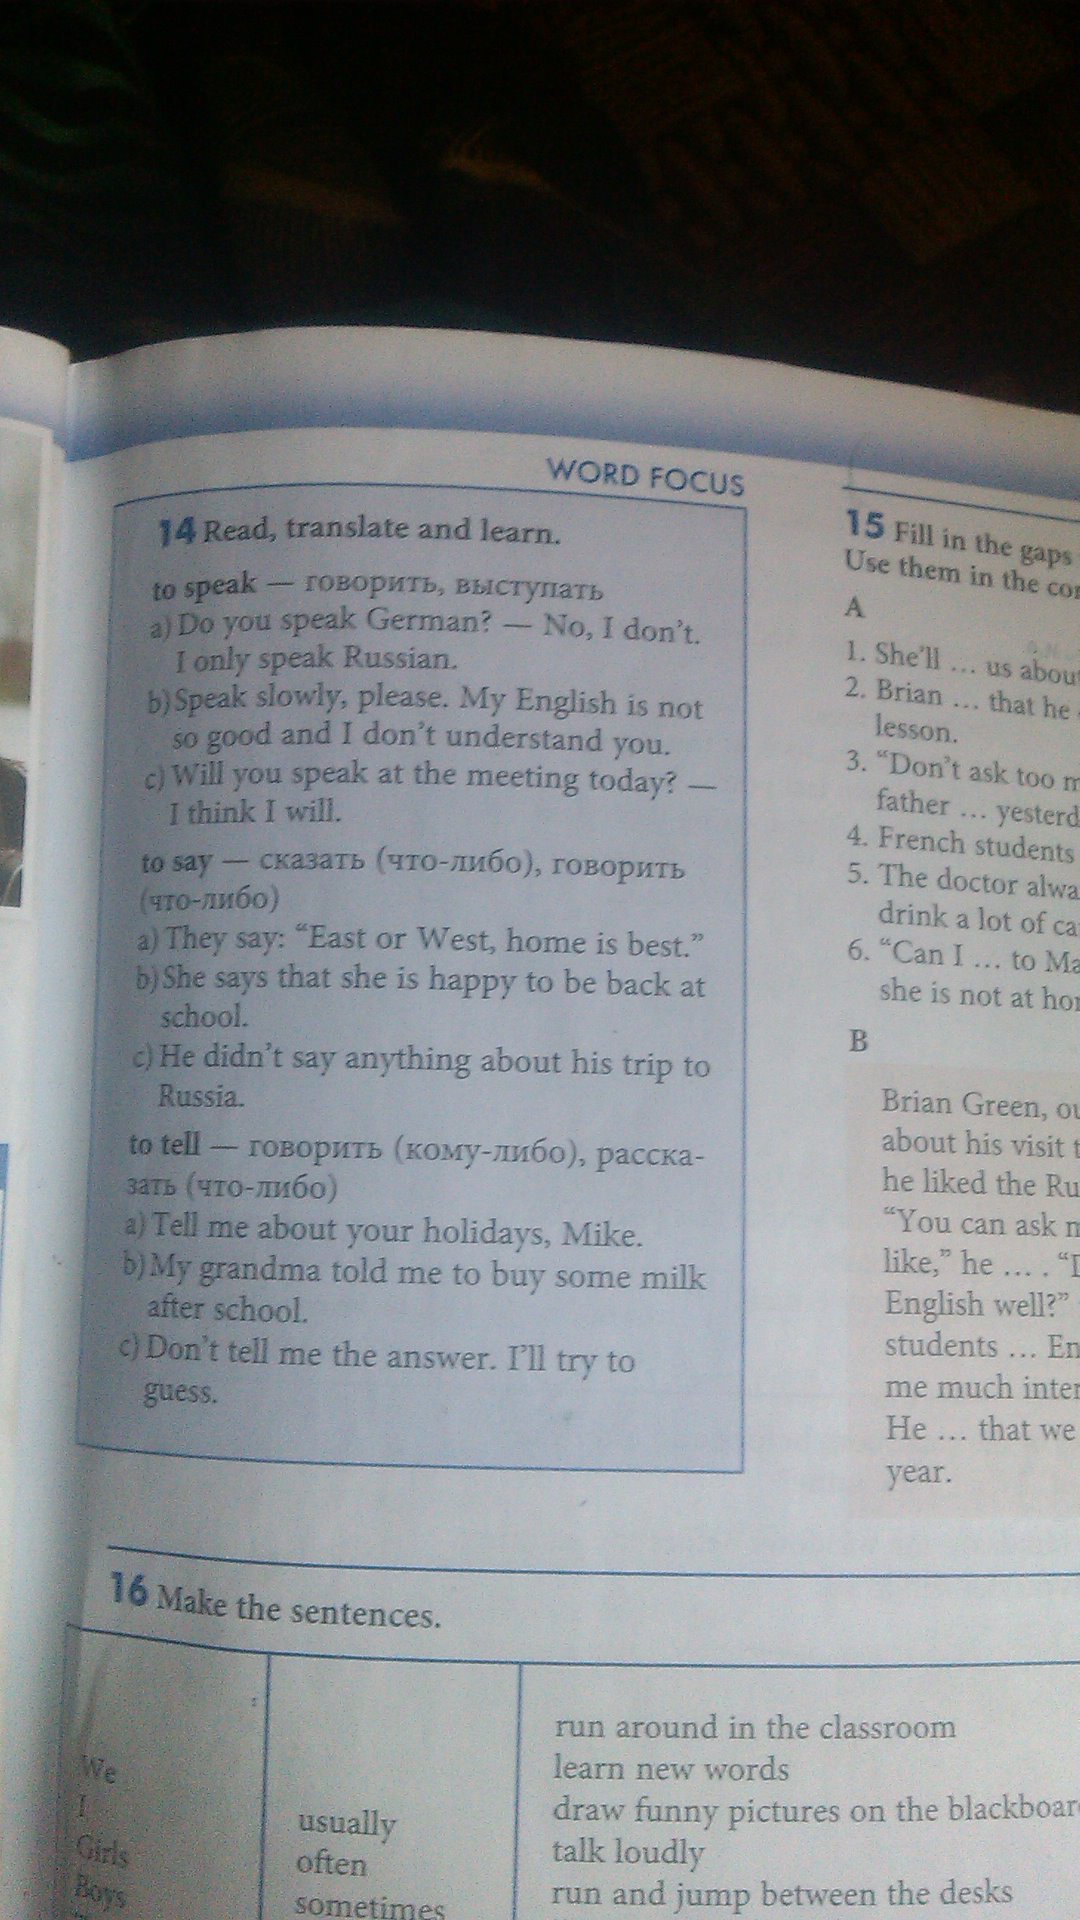 WORD FOCUS
14 Read, translate and learn.
to speak — говорить, выступать
a) Do you speak German? — No, I don't.
I only speak Russian.
b) Speak slowly, please. My English is not
so good and I don't understand you.
c) Will you speak at the meeting today? —
I think I will.
to say — сказать (что-либо), говорить
(что-либо)
a) They say: “East or West, home is best.”
b) She says that she is happy to be back at
school.
c) He didn't say anything about his trip to
Russia.
to tell — говорить (кому-либо), расска-
зать (что-либо)
a) Tell me about your holidays, Mike.
b) My grandma told me to buy some milk
after school.
c) Don't tell me the answer. I'll try to
guess.
15 Fill in the gaps
Use them in the
A
1. She'll ... us about
2. Brian ... that he
lesson.
3. “Don't ask too
father ...
4. French students
5. The doctor
drink a lot of
6. “Can I ... to
she is not at
B
Brian Green,
about his visit
he liked the
“You can ask
like,” he ... .
English well?”
students ...
me much
He ... that we
year.
16 Make the sentences.
We
I
Girls
Boys
usually
often
sometimes
run around in the classroom
learn new words
draw funny pictures on the
talk loudly
run and jump between the desks